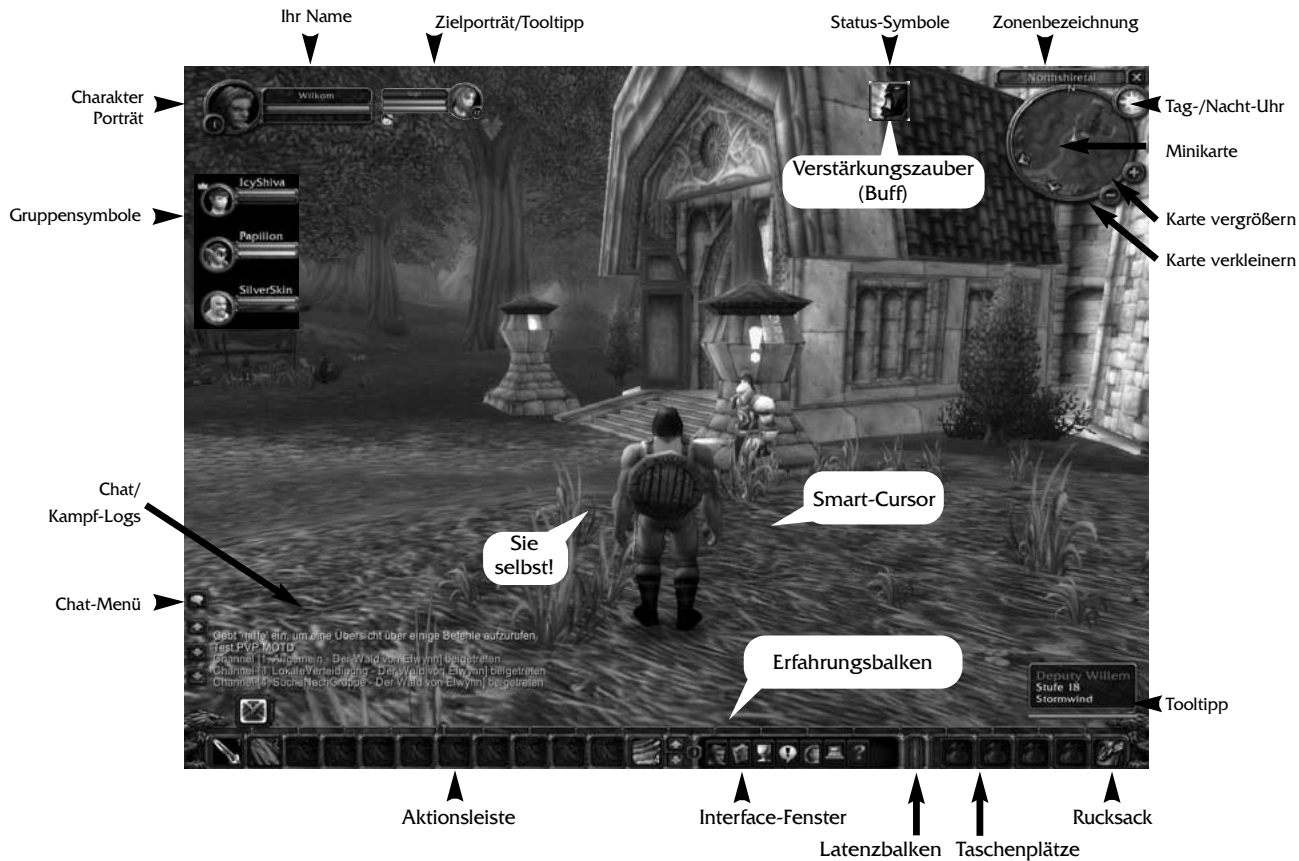 Ihr Name
Zielporträt/Tooltipp
Status-Symbole
Zonenbezeichnung
Northshiretal
N
Charakter
Porträt
Wilkom
Tag-/Nacht-Uhr
Minikarte
Verstärkungszauber
(Buff)
IcyShiva
Gruppensymbole
Papilion
Karte vergrößern
Karte verkleinern
SilverSkin
Chat/
Kampf-Logs
Smart-Cursor
Sie
selbst!
Chat-Menü
Gebt '/hilfe' ein, um eine Übersicht über einige Befehle aufzurufen.
Test PVP MOTD
Channel [1. Allgemein - Der Wald von Elwynn] beigetreten
Channel [3. LokaleVerteidigung - Der Wald von Elwynn] beigetreten
Channel [4. SucheNachGruppe - Der Wald von Elwynn] beigetreten
Erfahrungsbalken
Deputy Willem
Stufe 18
Stormwind
Tooltipp
Aktionsleiste
Interface-Fenster
Rucksack
Latenzbalken
Taschenplätze